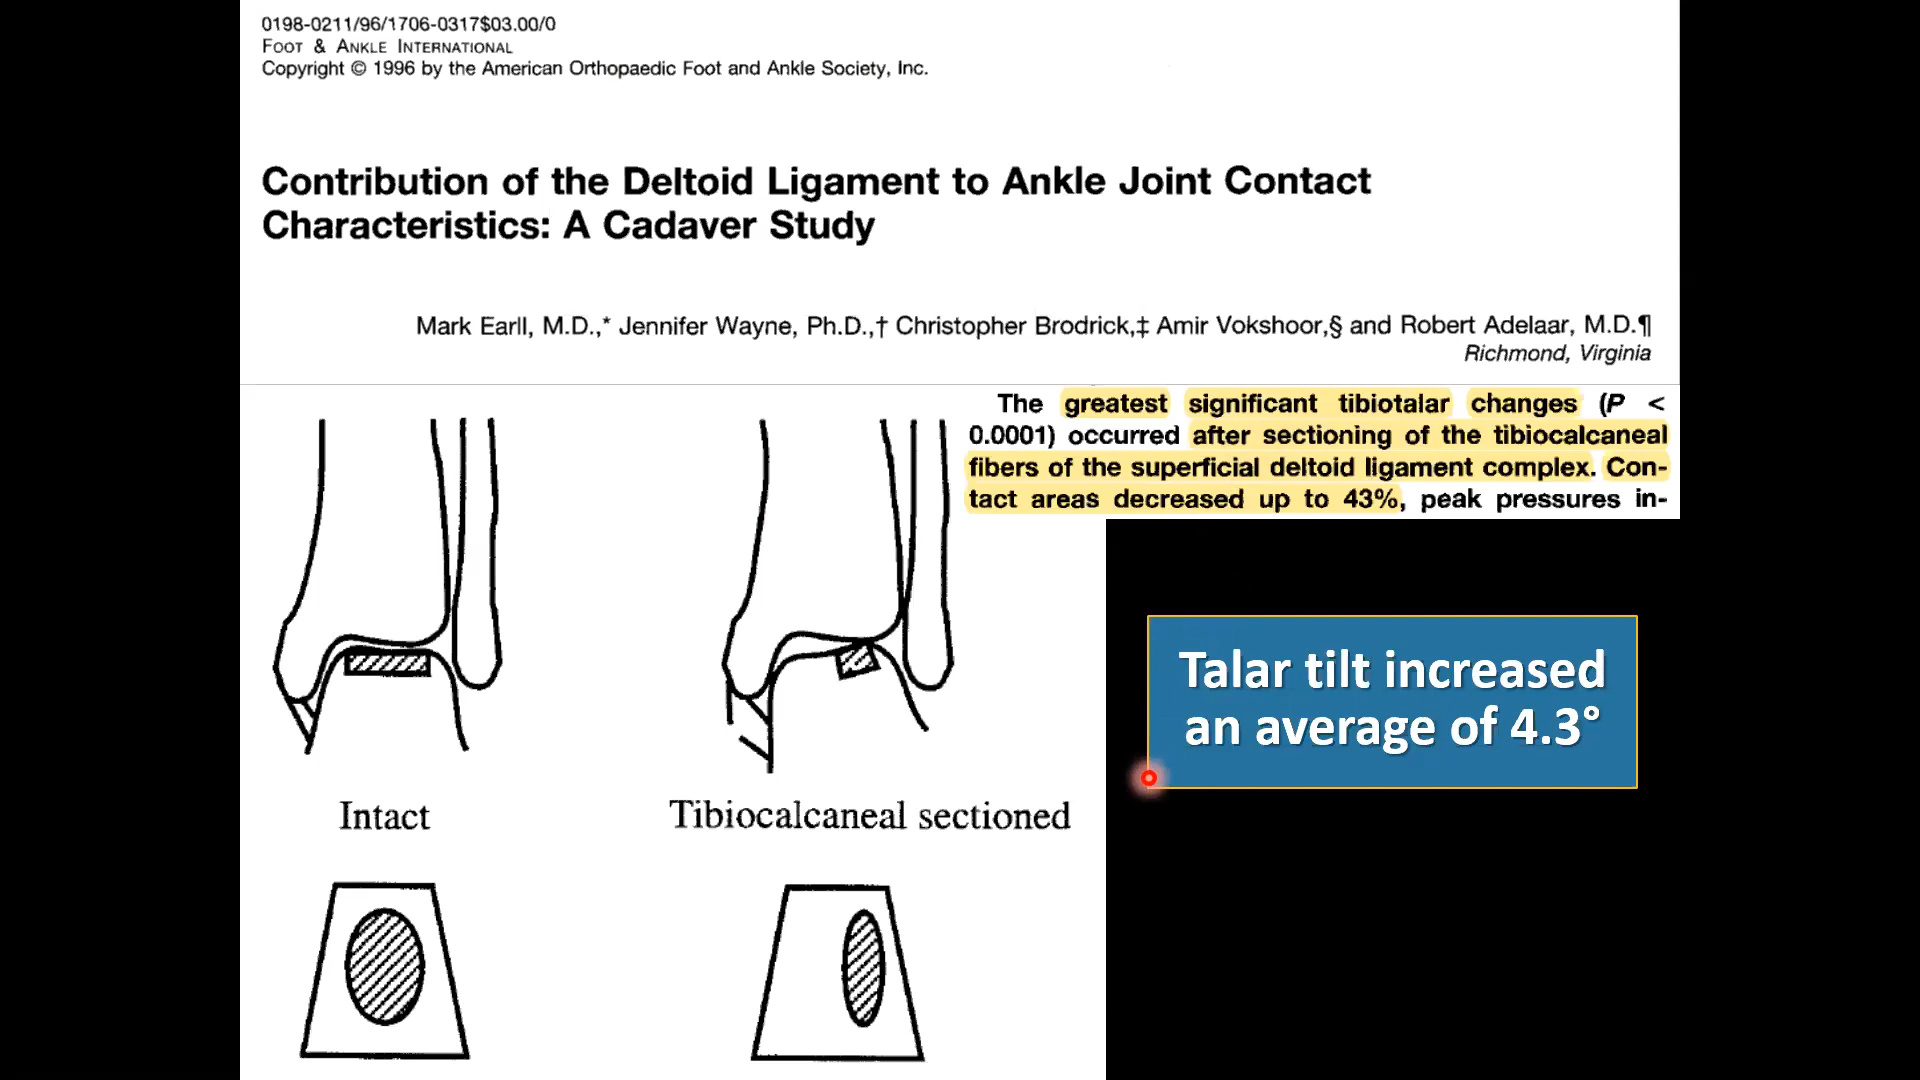 0198-0211/96/1706-0317$03.00/0
FOOT & ANKLE INTERNATIONAL
Copyright © 1996 by the American Orthopaedic Foot and Ankle Society, Inc.
Contribution of the Deltoid Ligament to Ankle Joint Contact
Characteristics: A Cadaver Study
Mark Earll, M.D.,* Jennifer Wayne, Ph.D.,† Christopher Brodrick,‡ Amir Vokshoor,§ and Robert Adelaar, M.D.¶
Richmond, Virginia
The greatest significant tibiotalar changes (P <
0.0001) occurred after sectioning of the tibiocalcaneal
fibers of the superficial deltoid ligament complex. Con-
tact areas decreased up to 43%, peak pressures in-
Talar tilt increased
an average of 4.3°
Intact
Tibiocalcaneal sectioned